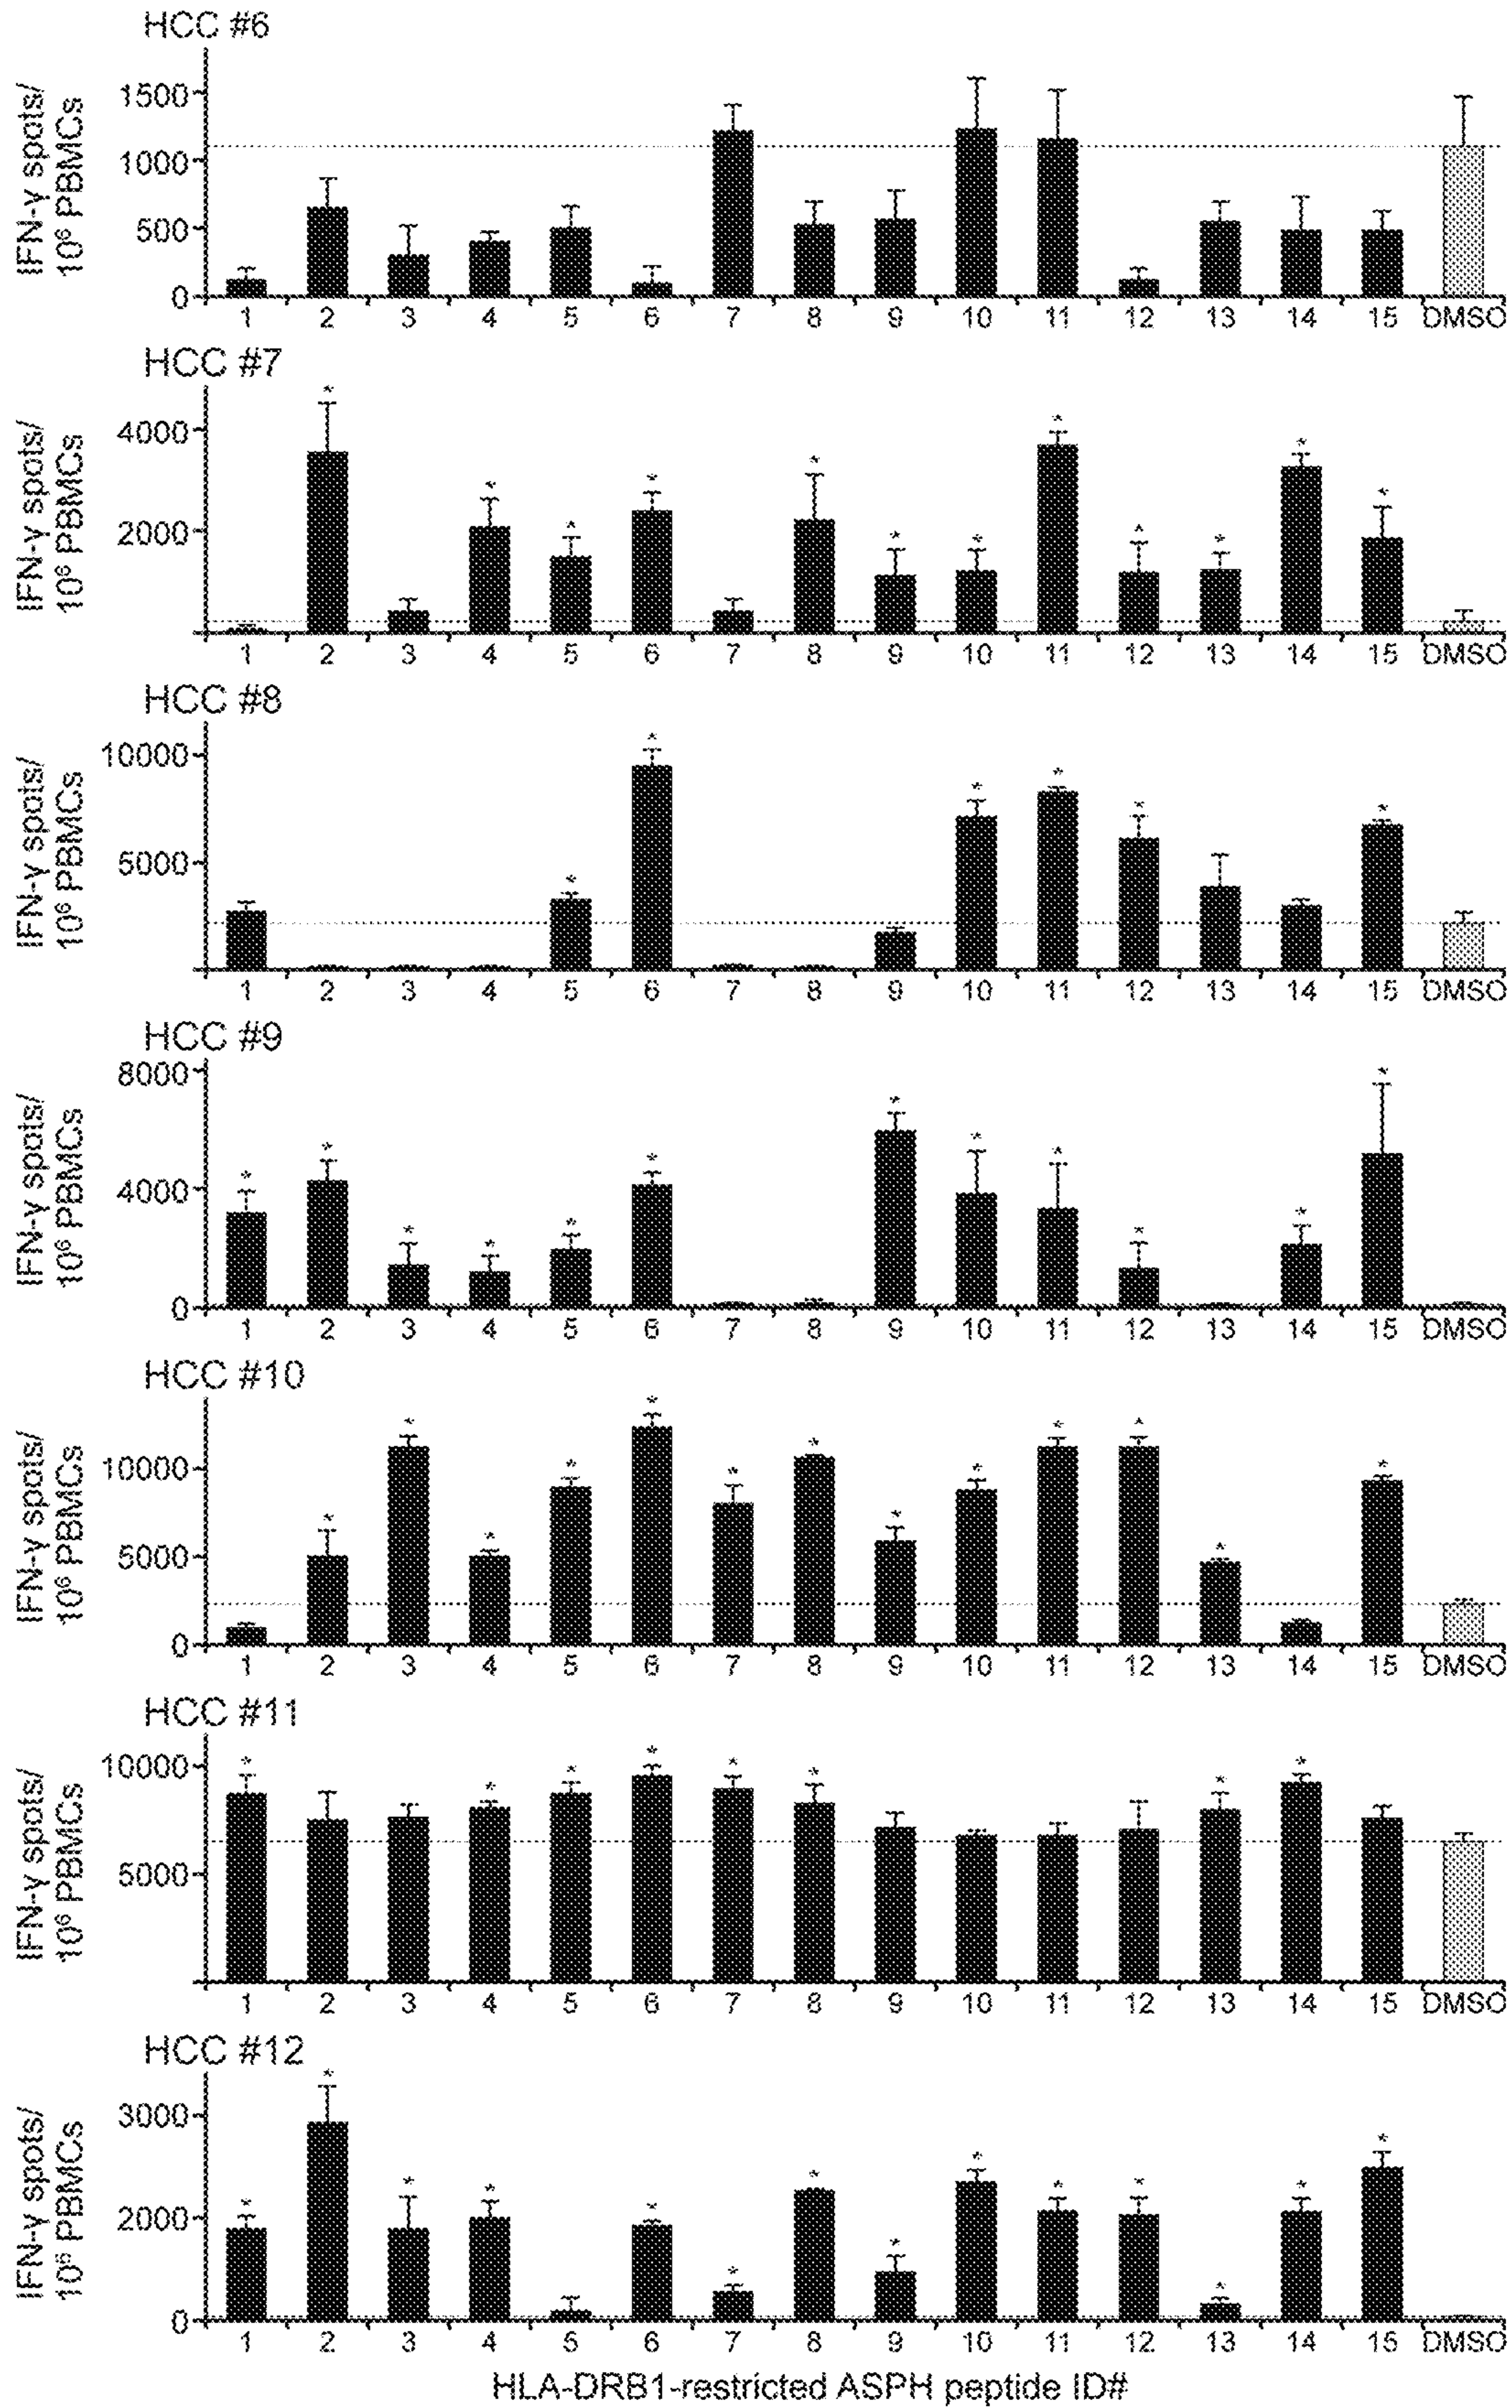 HCC #6
IFN-γ spots/
10⁶ PBMCs
1500
1000
500
0
1 2 3 4 5 6 7 8 9 10 11 12 13 14 15 DMSO
HCC #7
IFN-γ spots/
10⁶ PBMCs
* * * * * * * * * * * *
4000
2000
1 2 3 4 5 6 7 8 9 10 11 12 13 14 15 DMSO
HCC #8
IFN-γ spots/
10⁶ PBMCs
* * * * * *
10000
5000
1 2 3 4 5 6 7 8 9 10 11 12 13 14 15 DMSO
HCC #9
IFN-γ spots/
10⁶ PBMCs
* * * * * * * * * * * *
8000
4000
0
1 2 3 4 5 6 7 8 9 10 11 12 13 14 15 DMSO
HCC #10
IFN-γ spots/
10⁶ PBMCs
* * * * * * * * * * * * *
10000
5000
0
1 2 3 4 5 6 7 8 9 10 11 12 13 14 15 DMSO
HCC #11
IFN-γ spots/
10⁶ PBMCs
* * * * * * * *
10000
5000
1 2 3 4 5 6 7 8 9 10 11 12 13 14 15 DMSO
HCC #12
IFN-γ spots/
10⁶ PBMCs
* * * * * * * * * * * * * *
3000
2000
0
1 2 3 4 5 6 7 8 9 10 11 12 13 14 15 DMSO
HLA-DRB1-restricted ASPH peptide ID#